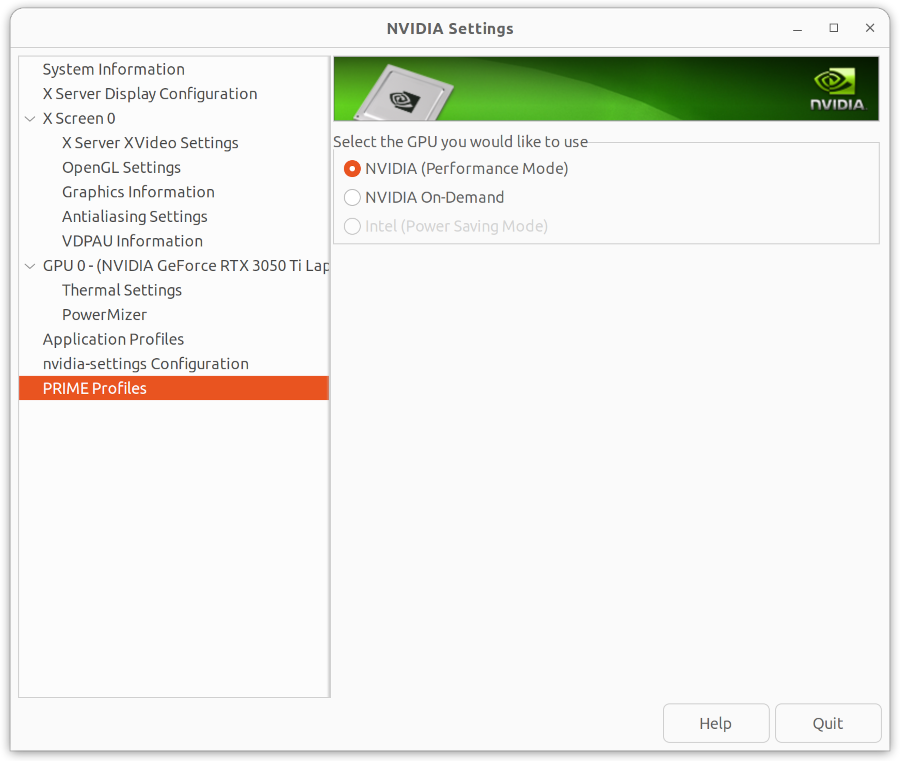 NVIDIA Settings
System Information
X Server Display Configuration
X Screen 0
X Server XVideo Settings
OpenGL Settings
Graphics Information
Antialiasing Settings
VDPAU Information
GPU 0 - (NVIDIA GeForce RTX 3050 Ti Lap
Thermal Settings
PowerMizer
Application Profiles
nvidia-settings Configuration
PRIME Profiles
NVIDIA.
Select the GPU you would like to use
NVIDIA (Performance Mode)
NVIDIA On-Demand
Intel (Power Saving Mode)
Help
Quit